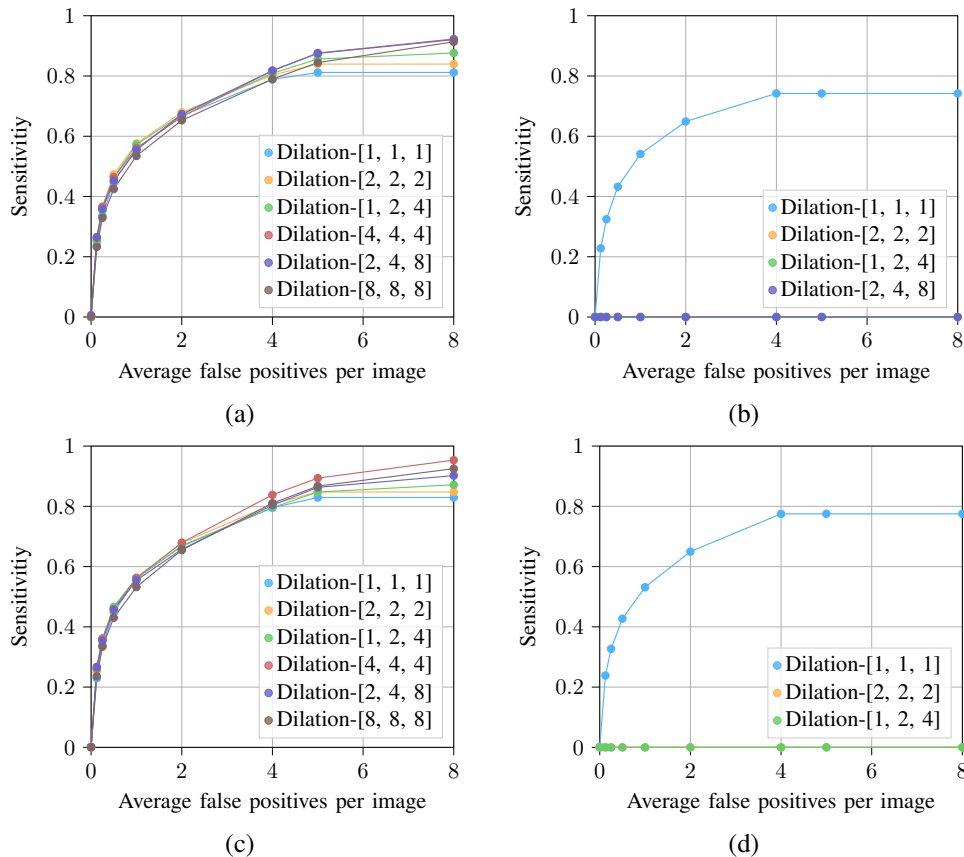 1
0.8
0.6
0.4
0.2
0
Sensitivitiy
Dilation-[1, 1, 1]
Dilation-[2, 2, 2]
Dilation-[1, 2, 4]
Dilation-[4, 4, 4]
Dilation-[2, 4, 8]
Dilation-[8, 8, 8]
0 2 4 6 8
Average false positives per image
(a)
1
0.8
0.6
0.4
0.2
0
Sensitivitiy
Dilation-[1, 1, 1]
Dilation-[2, 2, 2]
Dilation-[1, 2, 4]
Dilation-[2, 4, 8]
0 2 4 6 8
Average false positives per image
(b)
1
0.8
0.6
0.4
0.2
0
Sensitivitiy
Dilation-[1, 1, 1]
Dilation-[2, 2, 2]
Dilation-[1, 2, 4]
Dilation-[4, 4, 4]
Dilation-[2, 4, 8]
Dilation-[8, 8, 8]
0 2 4 6 8
Average false positives per image
(c)
1
0.8
0.6
0.4
0.2
0
Sensitivitiy
Dilation-[1, 1, 1]
Dilation-[2, 2, 2]
Dilation-[1, 2, 4]
0 2 4 6 8
Average false positives per image
(d)